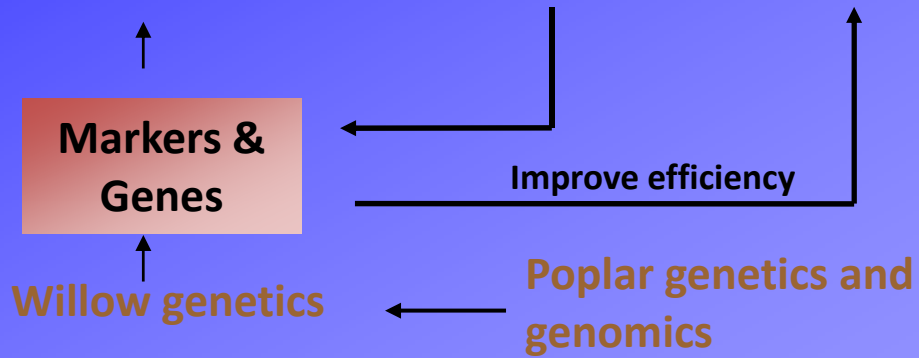 Markers &
Genes
Improve efficiency
Willow genetics
Poplar genetics and
genomics